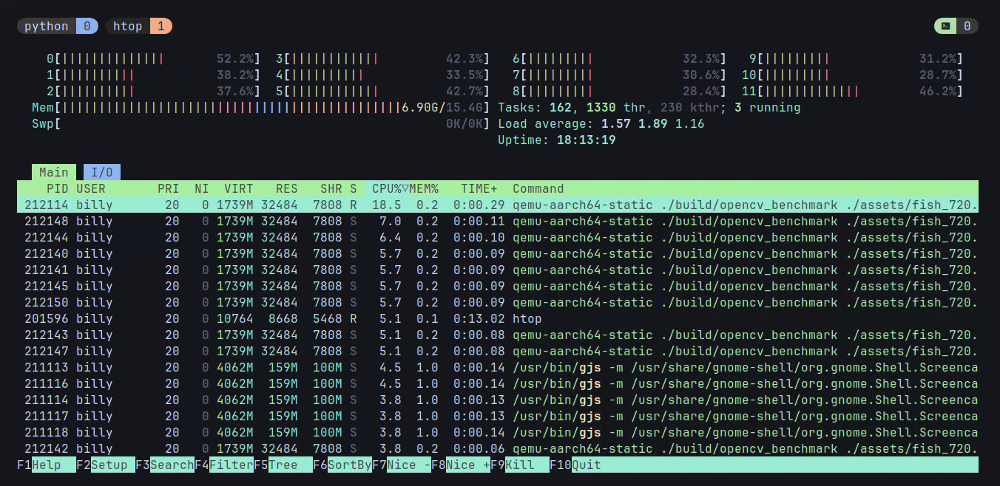 python 0 htop 1 0
0[||||||||||||||| 52.2%] 3[|||||||||||| 42.3%] 6[||||||||| 32.3%] 9[||||||||| 31.2%]
1[|||||||||| 38.2%] 4[|||||||||| 33.5%] 7[||||||||| 30.6%] 10[||||||||| 28.7%]
2[|||||||||| 37.6%] 5[|||||||||||| 42.7%] 8[||||||||| 28.4%] 11[||||||||||||| 46.2%]
Mem[||||||||||||||||||||||||||||||||||||||||||||||6.90G/15.4G] Tasks: 162, 1330 thr, 230 kthr; 3 running
Swp[ 0K/0K] Load average: 1.57 1.89 1.16
Uptime: 18:13:19
Main I/O
PID USER PRI NI VIRT RES SHR S CPU%▽MEM% TIME+ Command
212114 billy 20 0 1739M 32484 7808 R 18.5 0.2 0:00.29 qemu-aarch64-static ./build/opencv_benchmark ./assets/fish_720.
212148 billy 20 0 1739M 32484 7808 S 7.0 0.2 0:00.11 qemu-aarch64-static ./build/opencv_benchmark ./assets/fish_720.
212144 billy 20 0 1739M 32484 7808 S 6.4 0.2 0:00.10 qemu-aarch64-static ./build/opencv_benchmark ./assets/fish_720.
212140 billy 20 0 1739M 32484 7808 S 5.7 0.2 0:00.09 qemu-aarch64-static ./build/opencv_benchmark ./assets/fish_720.
212141 billy 20 0 1739M 32484 7808 S 5.7 0.2 0:00.09 qemu-aarch64-static ./build/opencv_benchmark ./assets/fish_720.
212145 billy 20 0 1739M 32484 7808 S 5.7 0.2 0:00.09 qemu-aarch64-static ./build/opencv_benchmark ./assets/fish_720.
212150 billy 20 0 1739M 32484 7808 S 5.7 0.2 0:00.09 qemu-aarch64-static ./build/opencv_benchmark ./assets/fish_720.
201596 billy 20 0 10764 8668 5468 R 5.1 0.1 0:13.02 htop
212143 billy 20 0 1739M 32484 7808 S 5.1 0.2 0:00.08 qemu-aarch64-static ./build/opencv_benchmark ./assets/fish_720.
212147 billy 20 0 1739M 32484 7808 S 5.1 0.2 0:00.08 qemu-aarch64-static ./build/opencv_benchmark ./assets/fish_720.
211113 billy 20 0 4062M 159M 100M S 4.5 1.0 0:00.14 /usr/bin/gjs -m /usr/share/gnome-shell/org.gnome.Shell.Screenca
211116 billy 20 0 4062M 159M 100M S 4.5 1.0 0:00.14 /usr/bin/gjs -m /usr/share/gnome-shell/org.gnome.Shell.Screenca
211114 billy 20 0 4062M 159M 100M S 3.8 1.0 0:00.13 /usr/bin/gjs -m /usr/share/gnome-shell/org.gnome.Shell.Screenca
211117 billy 20 0 4062M 159M 100M S 3.8 1.0 0:00.13 /usr/bin/gjs -m /usr/share/gnome-shell/org.gnome.Shell.Screenca
211118 billy 20 0 4062M 159M 100M S 3.8 1.0 0:00.14 /usr/bin/gjs -m /usr/share/gnome-shell/org.gnome.Shell.Screenca
212142 billy 20 0 1739M 32484 7808 S 3.8 0.2 0:00.06 qemu-aarch64-static ./build/opencv_benchmark ./assets/fish_720.
F1Help F2Setup F3SearchF4FilterF5Tree F6SortByF7Nice -F8Nice +F9Kill F10Quit